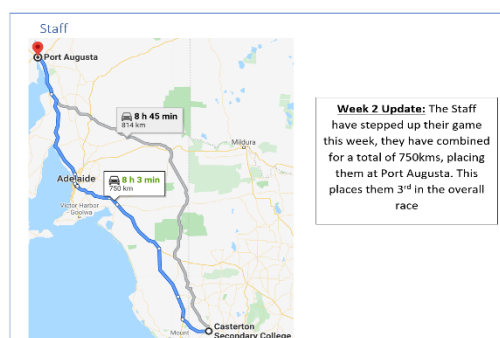 Staff
Port Augusta
8 h 45 min
814 km
Mildura
Adelaide
8 h 3 min
750 km
Victor Harbor
- Goolwa
Casterton
Secondary College
Mount
Week 2 Update: The Staff
have stepped up their game
this week, they have combined
for a total of 750kms, placing
them at Port Augusta. This
places them 3rd in the overall
race